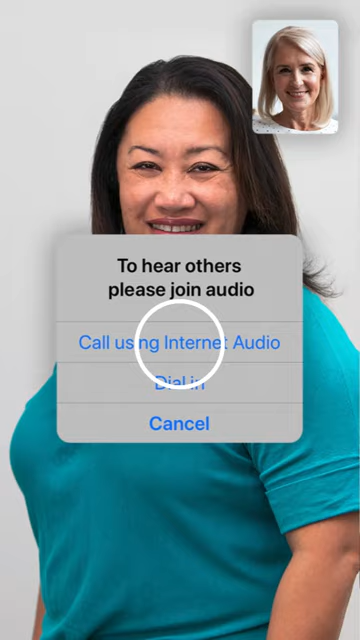 To hear others
please join audio
Call using Internet Audio
Dial in
Cancel